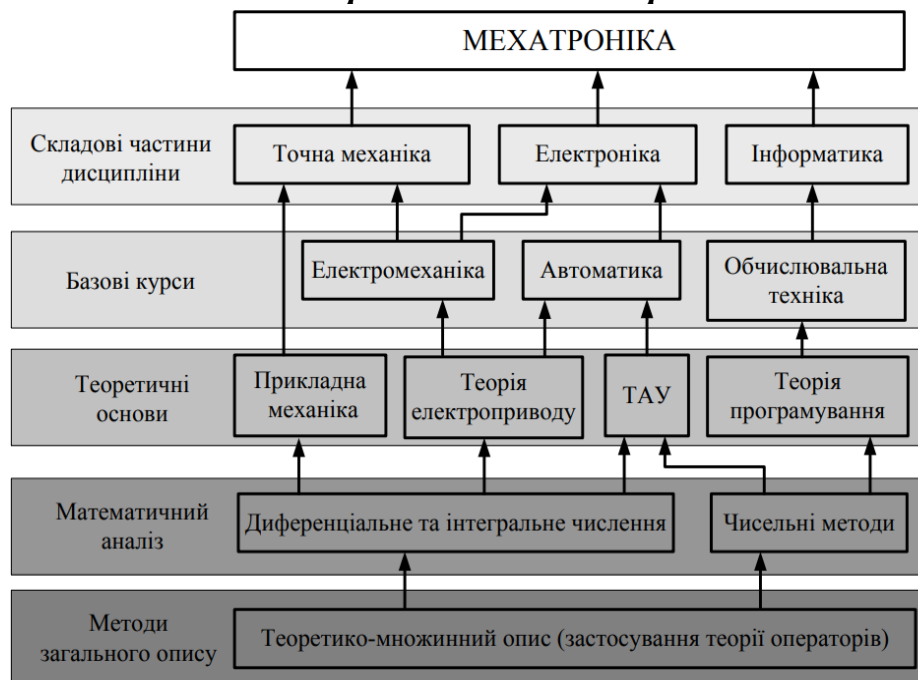 МЕХАТРОНІКА
Складові частини
дисципліни
Точна механіка
Електроніка
Інформатика
Базові курси
Електромеханіка
Автоматика
Обчислювальна
техніка
Теоретичні
основи
Прикладна
механіка
Теорія
електроприводу
ТАУ
Теорія
програмування
Математичний
аналіз
Диференціальне та інтегральне числення
Чисельні методи
Методи
загального опису
Теоретико-множинний опис (застосування теорії операторів)